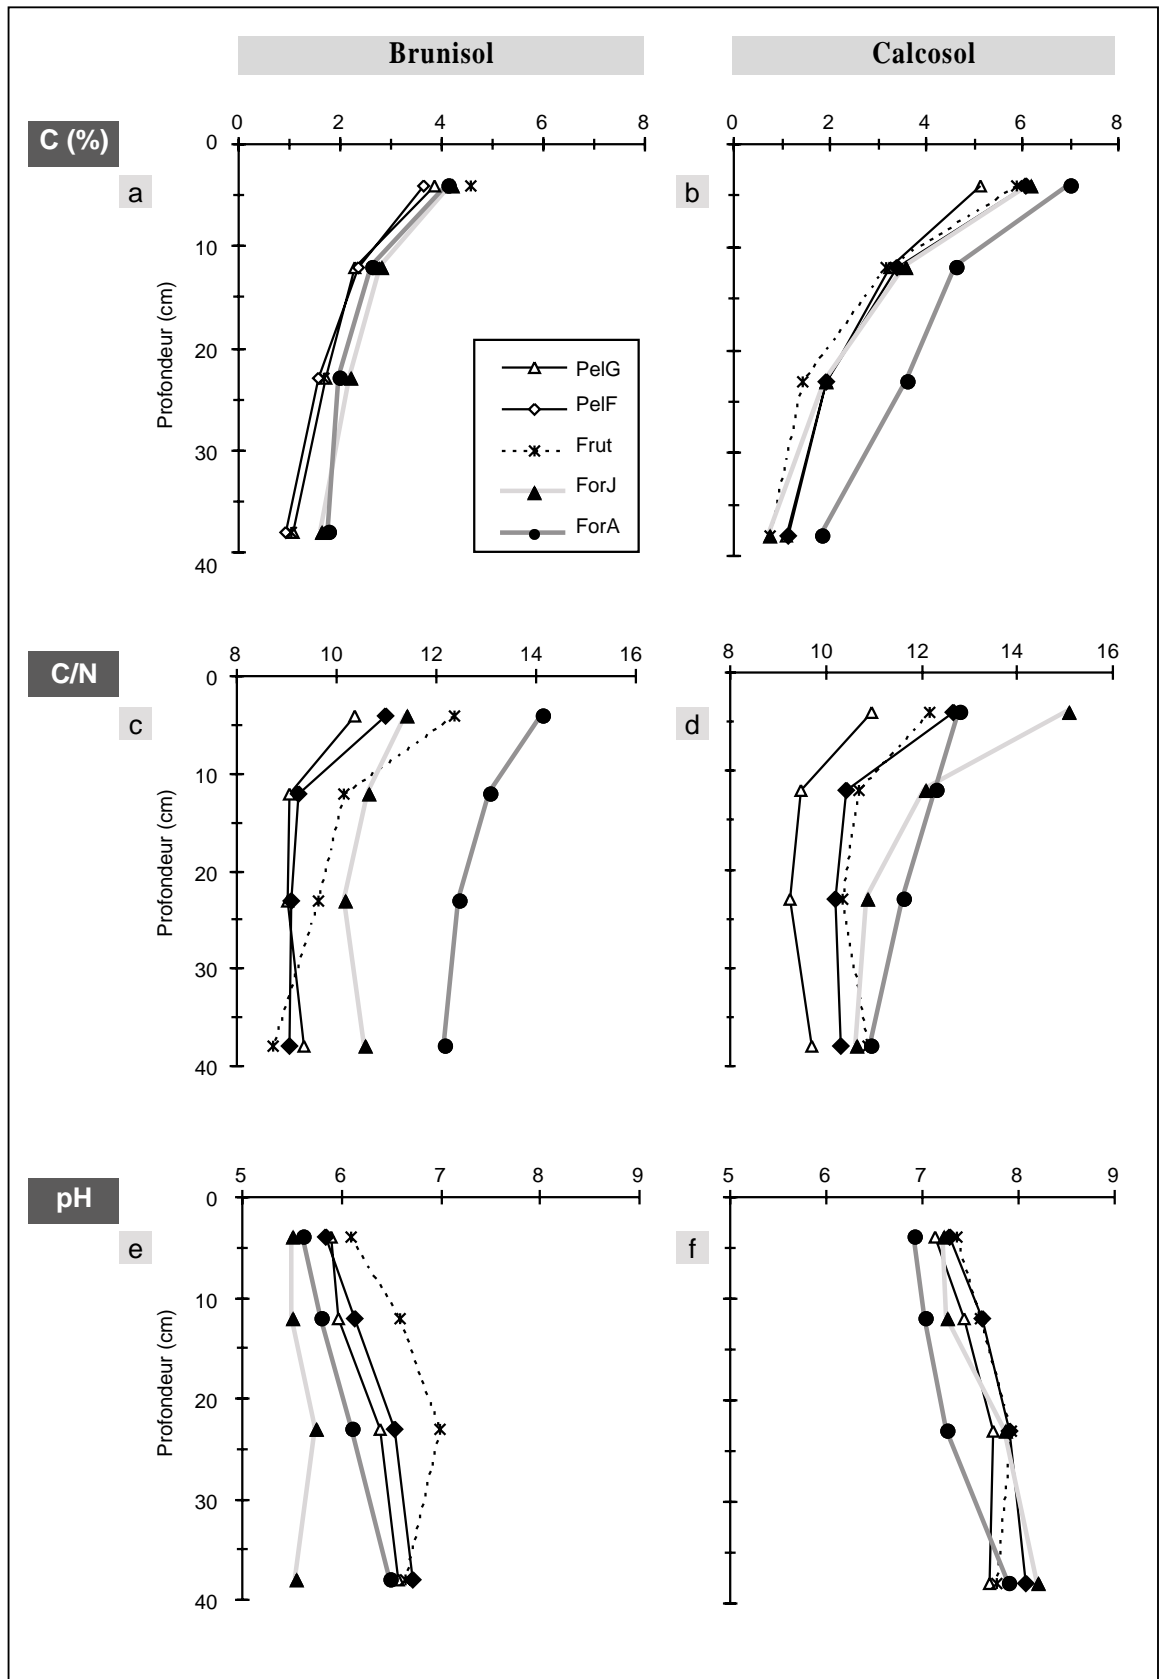 Brunisol Calcosol
C (%)
0 2 4 6 8 0 2 4 6 8
a b
0
10
20
30
40
Profondeur (cm)
PelG
PelF
Frut
ForJ
ForA
C/N
8 10 12 14 16 8 10 12 14 16
c d
0
10
20
30
40
Profondeur (cm)
pH
5 6 7 8 9 5 6 7 8 9
e f
0
10
20
30
40
Profondeur (cm)